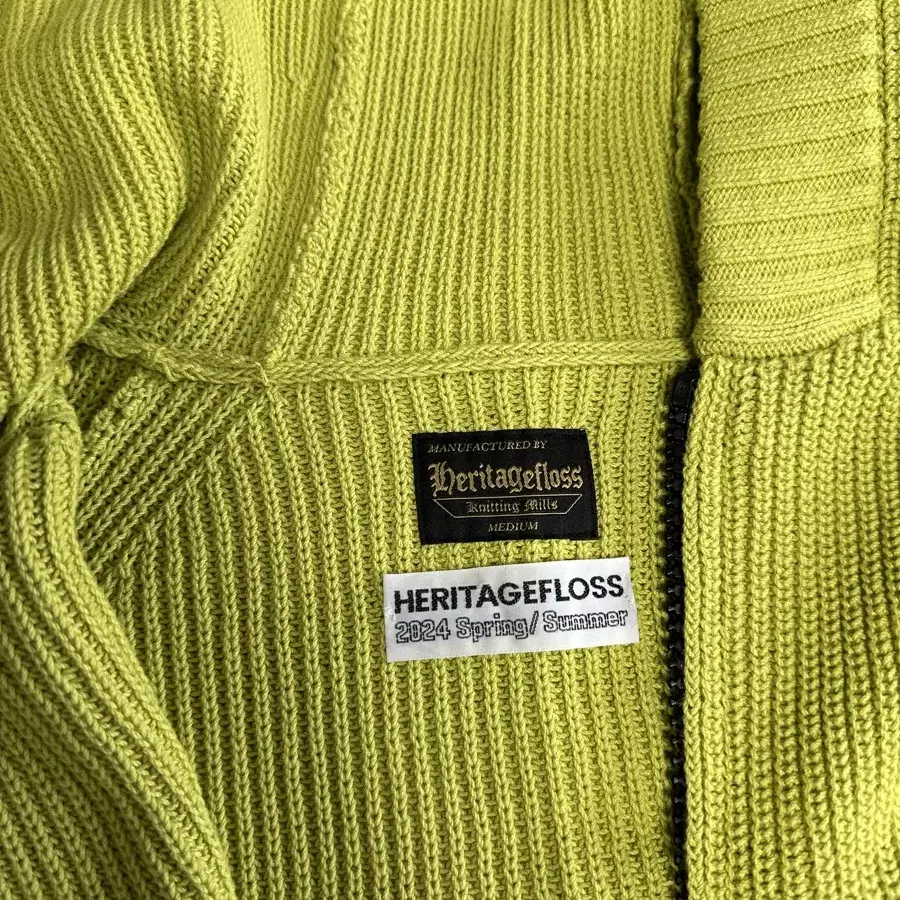 MANUFACTURED BY
Heritagefloss
Knitting Mills
MEDIUM
HERITAGEFLOSS
2024 Spring/Summer